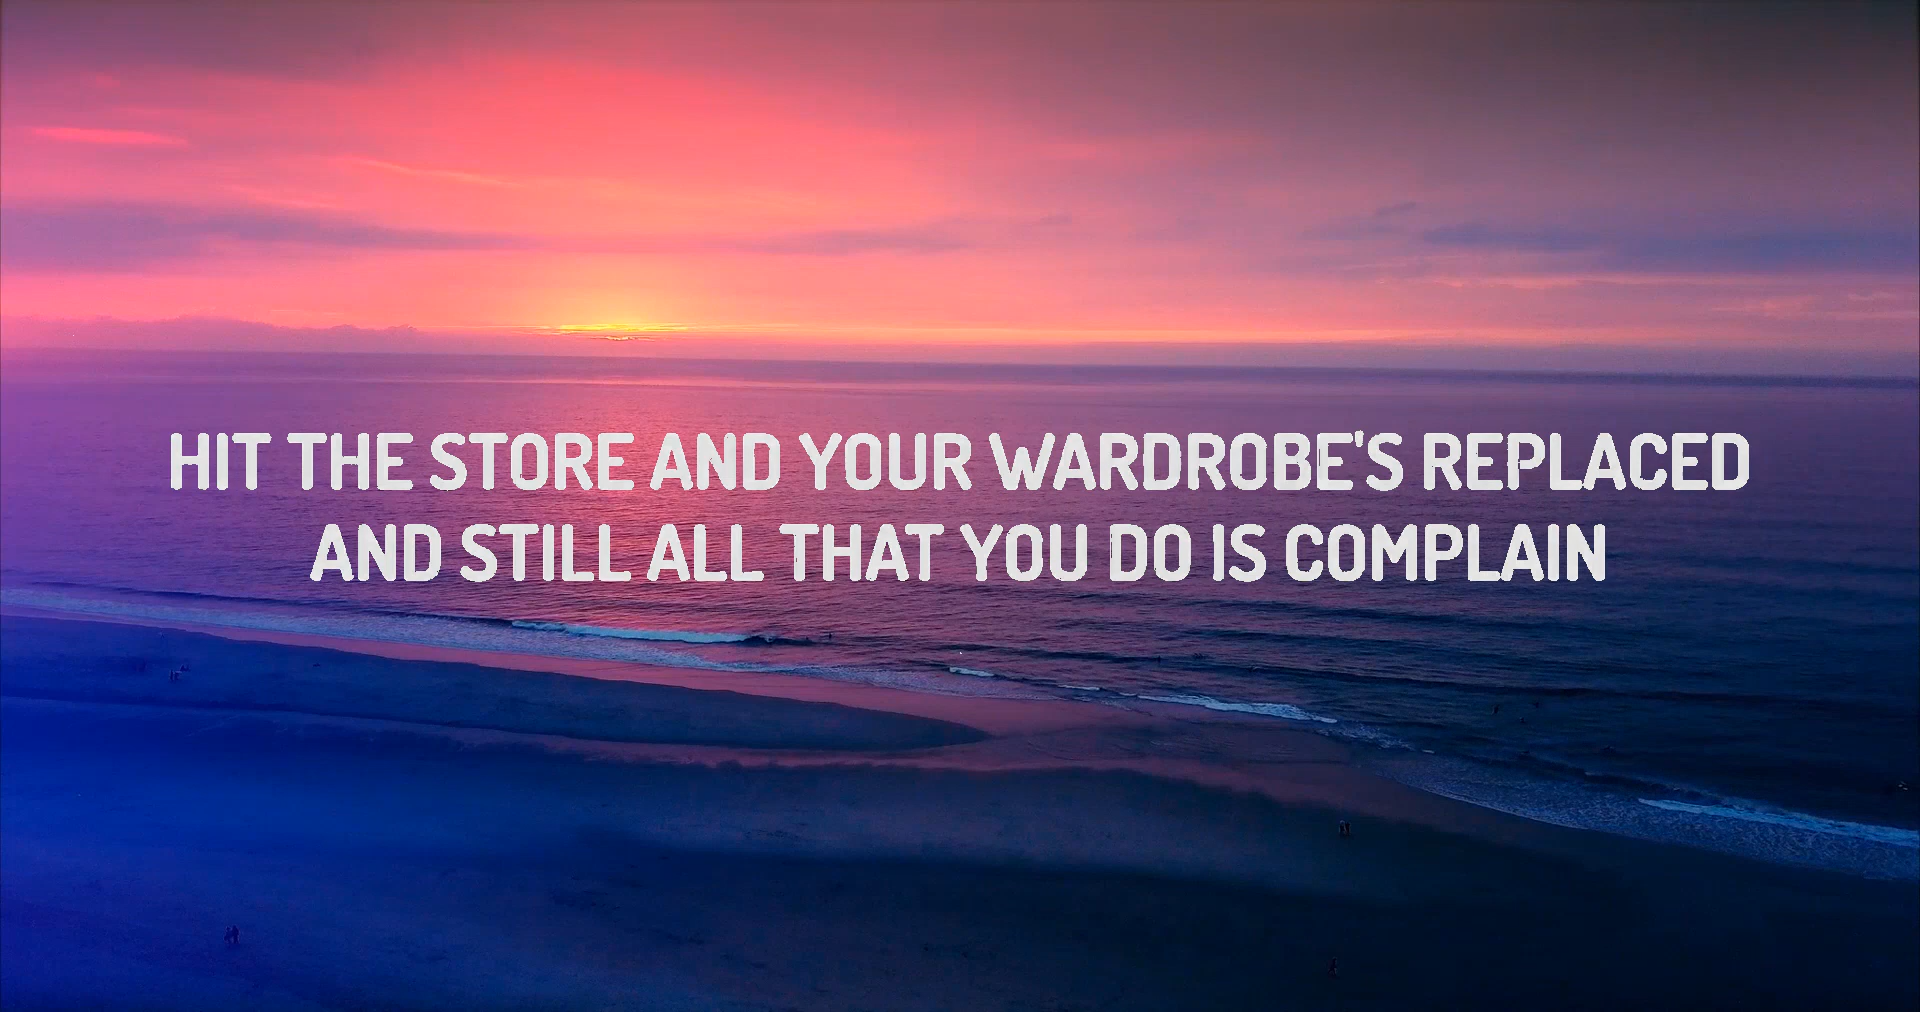 HIT THE STORE AND YOUR WARDROBE'S REPLACED
AND STILL ALL THAT YOU DO IS COMPLAIN